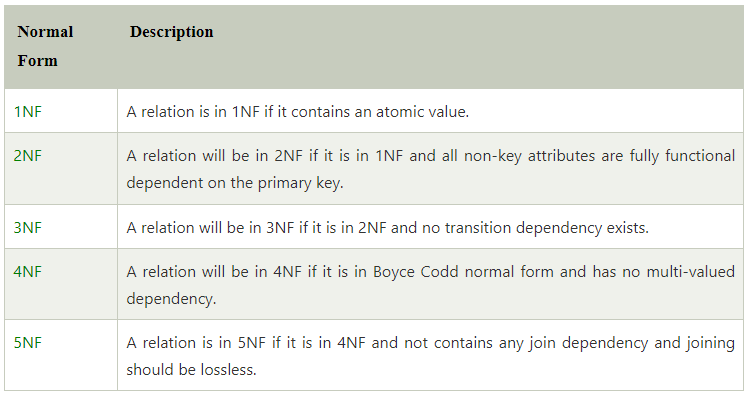 Normal Form
Description
1NF
A relation is in 1NF if it contains an atomic value.
2NF
A relation will be in 2NF if it is in 1NF and all non-key attributes are fully functional
dependent on the primary key.
3NF
A relation will be in 3NF if it is in 2NF and no transition dependency exists.
4NF
A relation will be in 4NF if it is in Boyce Codd normal form and has no multi-valued
dependency.
5NF
A relation is in 5NF if it is in 4NF and not contains any join dependency and joining
should be lossless.